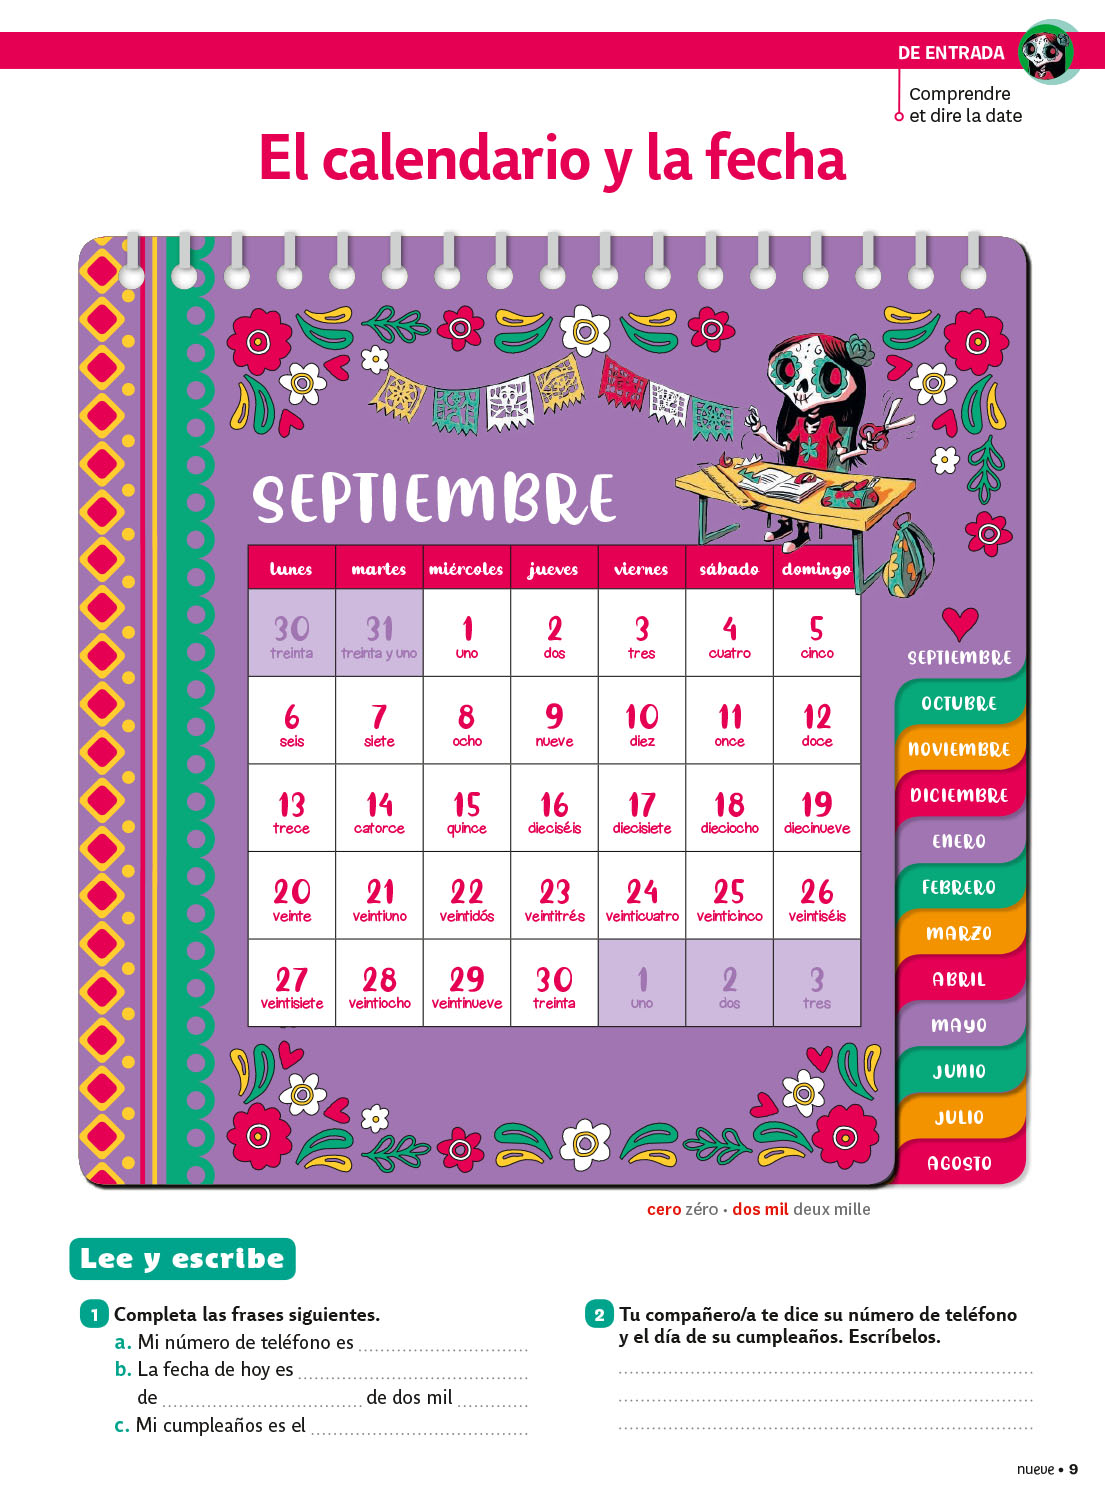 DE ENTRADA
Comprendre
et dire la date
El calendario y la fecha
SEPTIEMBRE
lunes martes miércoles jueves viernes sábado domingo
30 31 1 2 3 4 5
treinta treinta y uno uno dos tres cuatro cinco
6 7 8 9 10 11 12
seis siete ocho nueve diez once doce
13 14 15 16 17 18 19
trece catorce quince dieciséis diecisiete dieciocho diecinueve
20 21 22 23 24 25 26
veinte veintiuno veintidós veintitrés veinticuatro veinticinco veintiséis
27 28 29 30 1 2 3
veintisiete veintiocho veintinueve treinta uno dos tres
SEPTIEMBRE
OCTUBRE
NOVIEMBRE
DICIEMBRE
ENERO
FEBRERO
MARZO
ABRIL
MAYO
JUNIO
JULIO
AGOSTO
cero zéro • dos mil deux mille
Lee y escribe
1 Completa las frases siguientes.
a. Mi número de teléfono es
b. La fecha de hoy es
de de dos mil
c. Mi cumpleaños es el
2 Tu compañero/a te dice su número de teléfono
y el día de su cumpleaños. Escríbelos.
nueve • 9